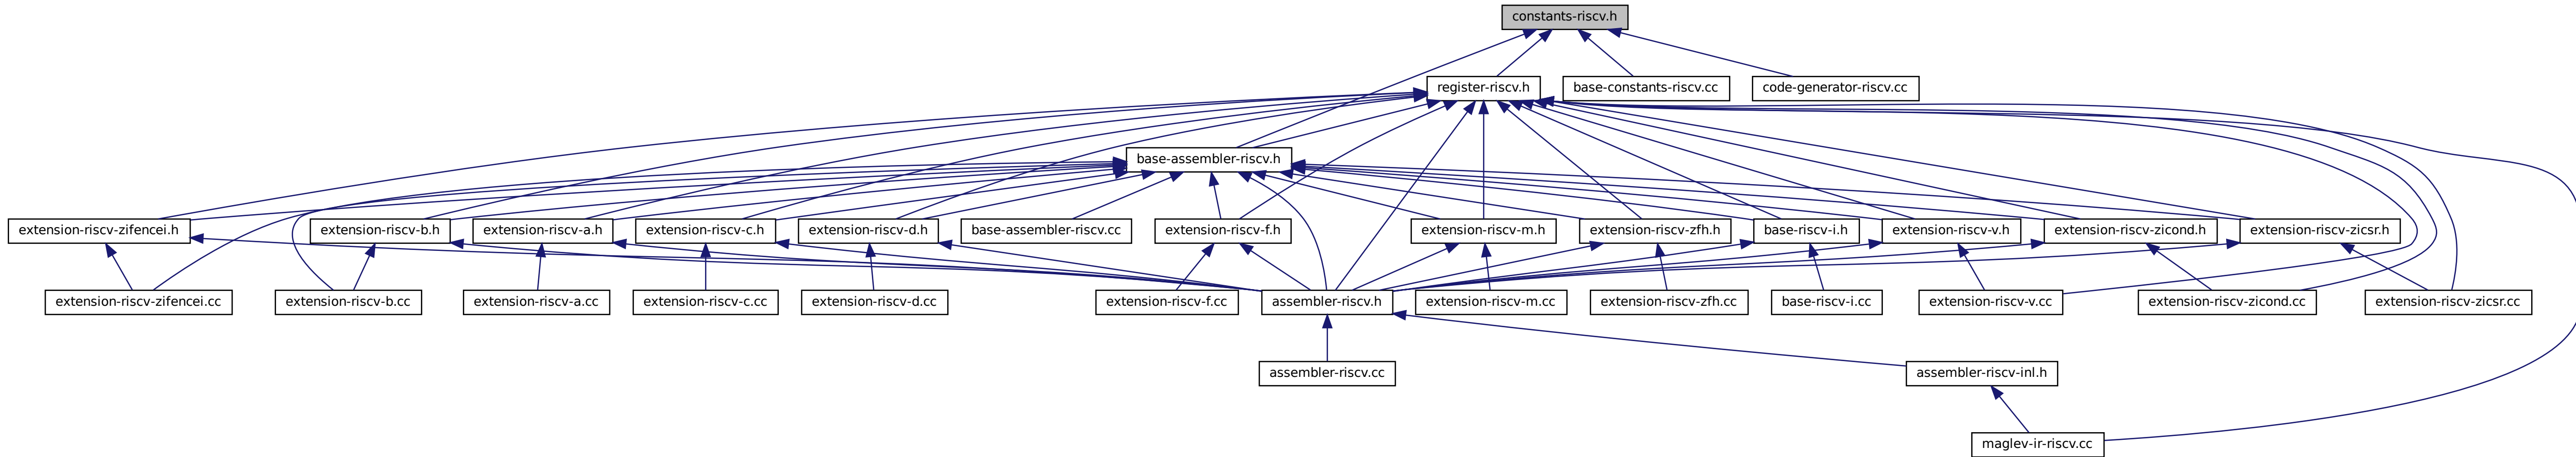 constants-riscv.h
register-riscv.h
base-constants-riscv.cc
code-generator-riscv.cc
base-assembler-riscv.h
extension-riscv-zifencei.h
extension-riscv-b.h
extension-riscv-a.h
extension-riscv-c.h
extension-riscv-d.h
base-assembler-riscv.cc
extension-riscv-f.h
extension-riscv-m.h
extension-riscv-zfh.h
base-riscv-i.h
extension-riscv-v.h
extension-riscv-zicond.h
extension-riscv-zicsr.h
extension-riscv-zifencei.cc
extension-riscv-b.cc
extension-riscv-a.cc
extension-riscv-c.cc
extension-riscv-d.cc
extension-riscv-f.cc
assembler-riscv.h
extension-riscv-m.cc
extension-riscv-zfh.cc
base-riscv-i.cc
extension-riscv-v.cc
extension-riscv-zicond.cc
extension-riscv-zicsr.cc
assembler-riscv.cc
assembler-riscv-inl.h
maglev-ir-riscv.cc